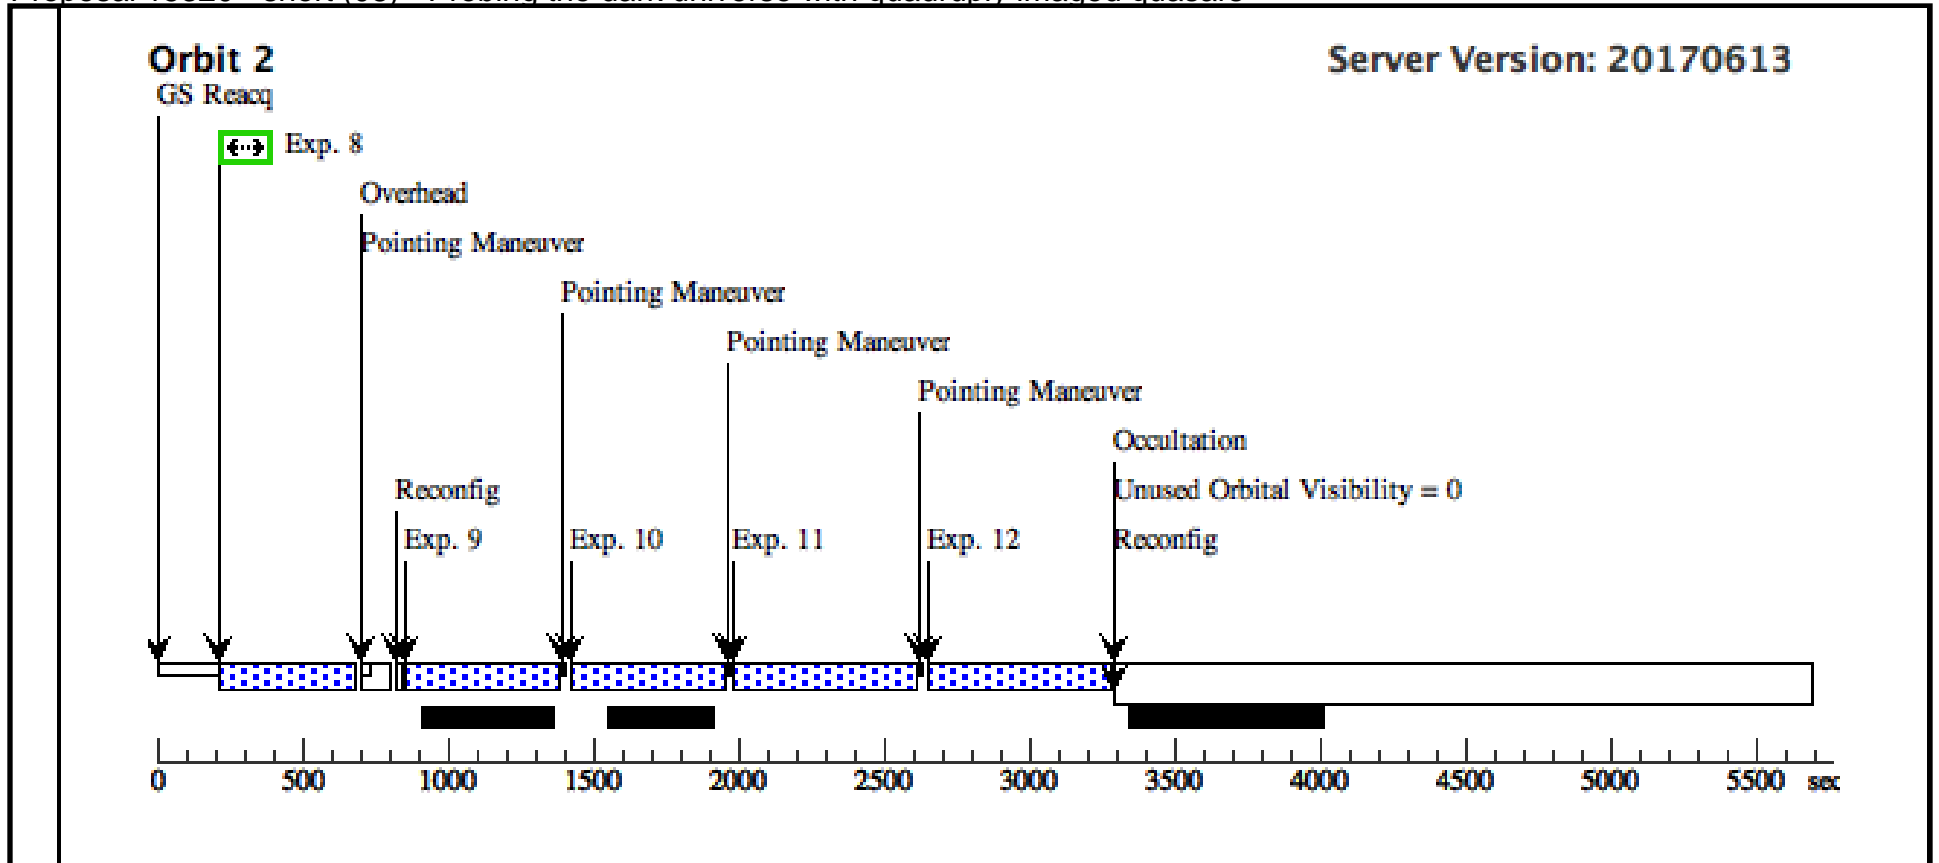 Orbit 2
Server Version: 20170613
GS Reacq
Exp. 8
Overhead
Pointing Maneuver
Pointing Maneuver
Pointing Maneuver
Pointing Maneuver
Occultation
Unused Orbital Visibility = 0
Reconfig
Reconfig
Exp. 9
Exp. 10
Exp. 11
Exp. 12
0 500 1000 1500 2000 2500 3000 3500 4000 4500 5000 5500 sec